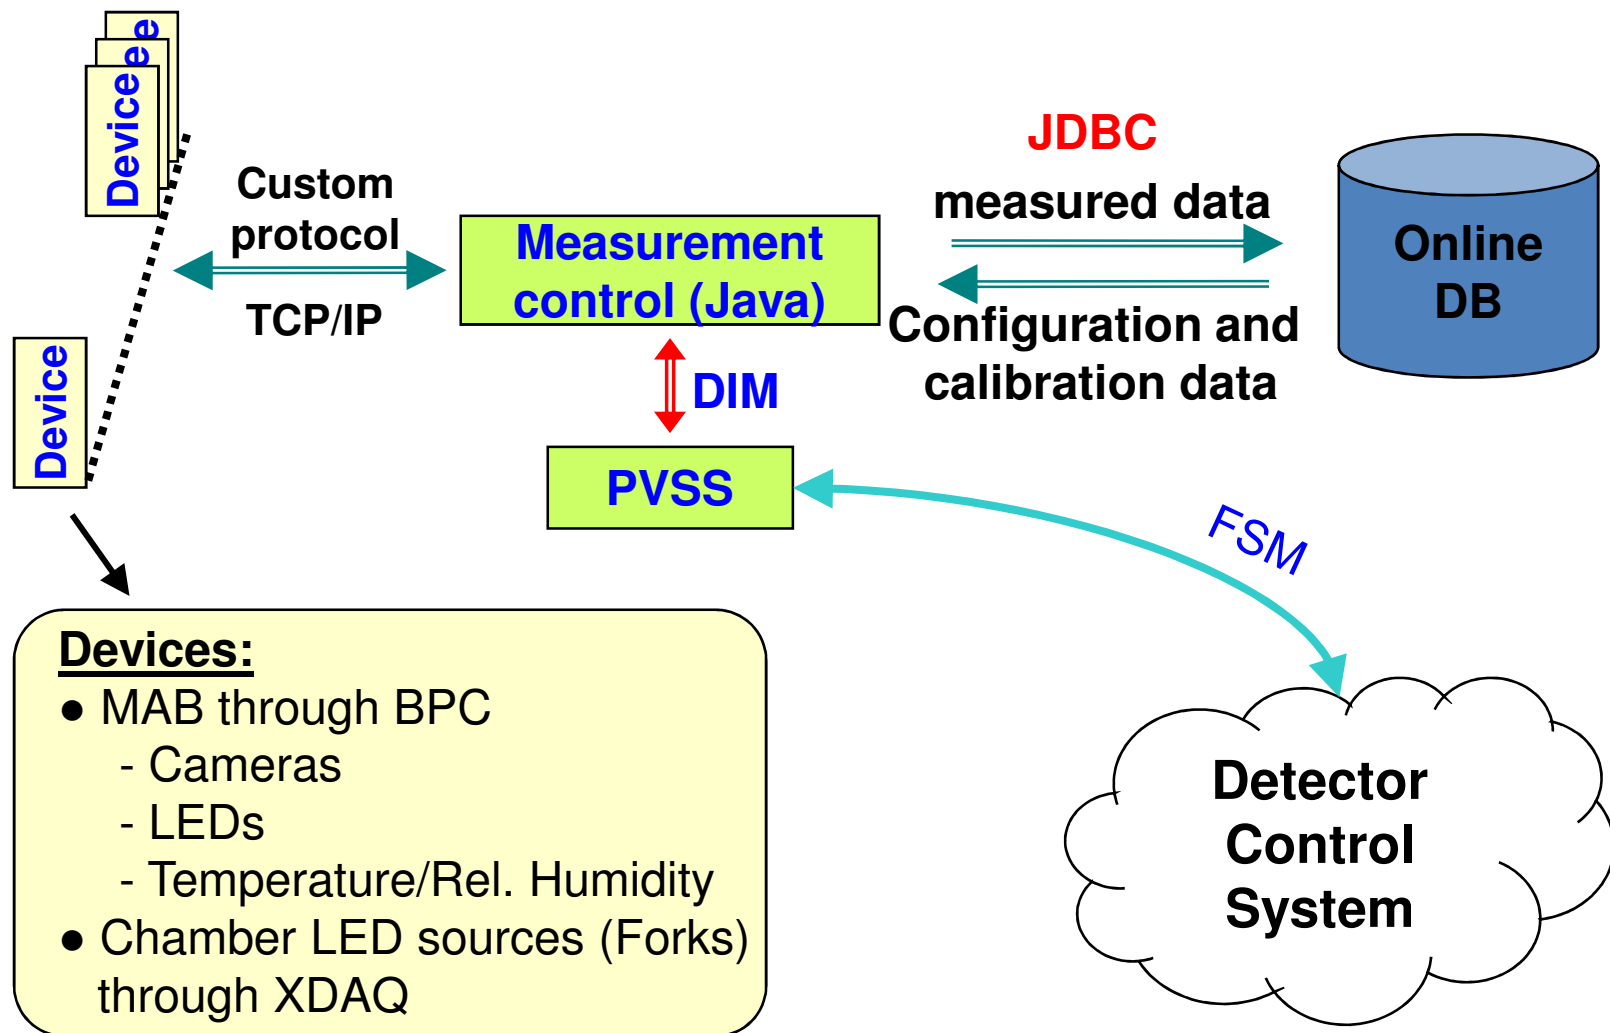 e
e
Device
Custom
protocol
TCP/IP
Device
Measurement
control (Java)
JDBC
measured data
Configuration and
calibration data
Online
DB
DIM
PVSS
FSM
Devices:
● MAB through BPC
- Cameras
- LEDs
- Temperature/Rel. Humidity
● Chamber LED sources (Forks)
through XDAQ
Detector
Control
System